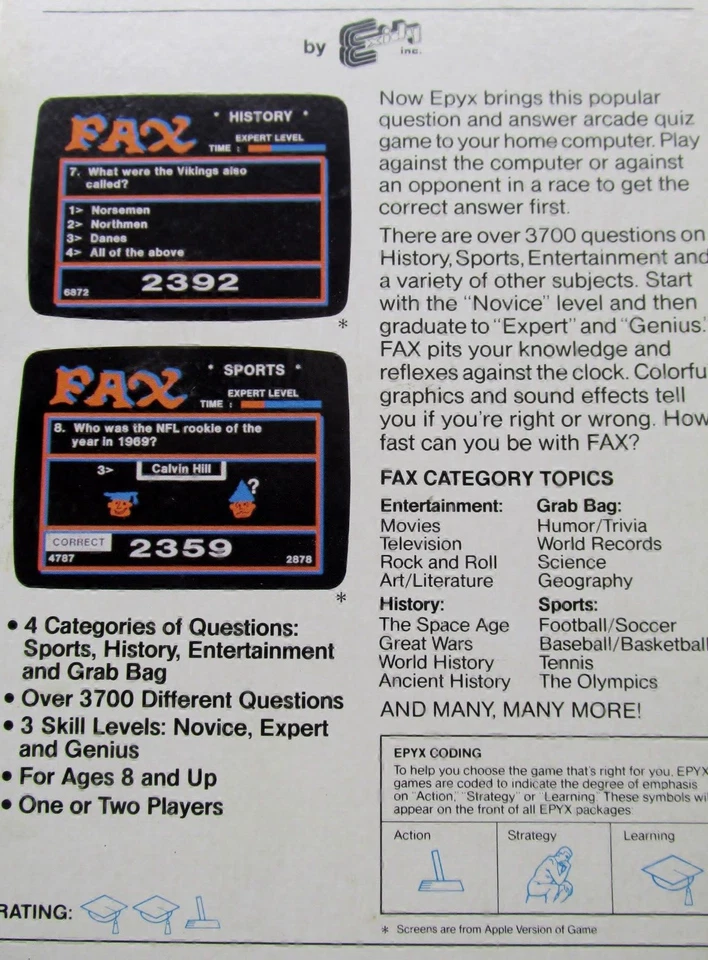 by Exidy inc.
FAX
* HISTORY *
EXPERT LEVEL
TIME :
7. What were the Vikings also
called?
1> Norsemen
2> Northmen
3> Danes
4> All of the above
2392
6872
*
FAX
* SPORTS *
EXPERT LEVEL
TIME :
8. Who was the NFL rookie of the
year in 1969?
3> Calvin Hill
?
CORRECT
2359
4787
2878
*
• 4 Categories of Questions:
Sports, History, Entertainment
and Grab Bag
• Over 3700 Different Questions
• 3 Skill Levels: Novice, Expert
and Genius
• For Ages 8 and Up
• One or Two Players
RATING:
Now Epyx brings this popular
question and answer arcade quiz
game to your home computer. Play
against the computer or against
an opponent in a race to get the
correct answer first.
There are over 3700 questions on
History, Sports, Entertainment and
a variety of other subjects. Start
with the "Novice" level and then
graduate to "Expert" and "Genius."
FAX pits your knowledge and
reflexes against the clock. Colorfu
graphics and sound effects tell
you if you're right or wrong. How
fast can you be with FAX?
FAX CATEGORY TOPICS
Entertainment:
Movies
Television
Rock and Roll
Art/Literature
History:
The Space Age
Great Wars
World History
Ancient History
Grab Bag:
Humor/Trivia
World Records
Science
Geography
Sports:
Football/Soccer
Baseball/Basketball
Tennis
The Olympics
AND MANY, MANY MORE!
EPYX CODING
To help you choose the game that's right for you, EPYX
games are coded to indicate the degree of emphasis
on "Action," "Strategy" or "Learning." These symbols wi
appear on the front of all EPYX packages
Action
Strategy
Learning
* Screens are from Apple Version of Game